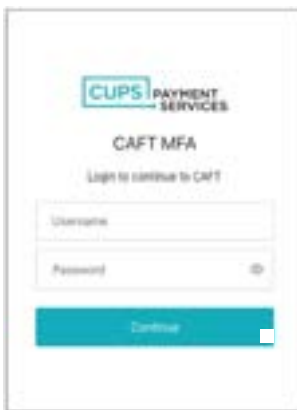 CUPS PAYMENT
SERVICES
CAFT MFA
Login to continue to CAFT
Username
Password
Continue